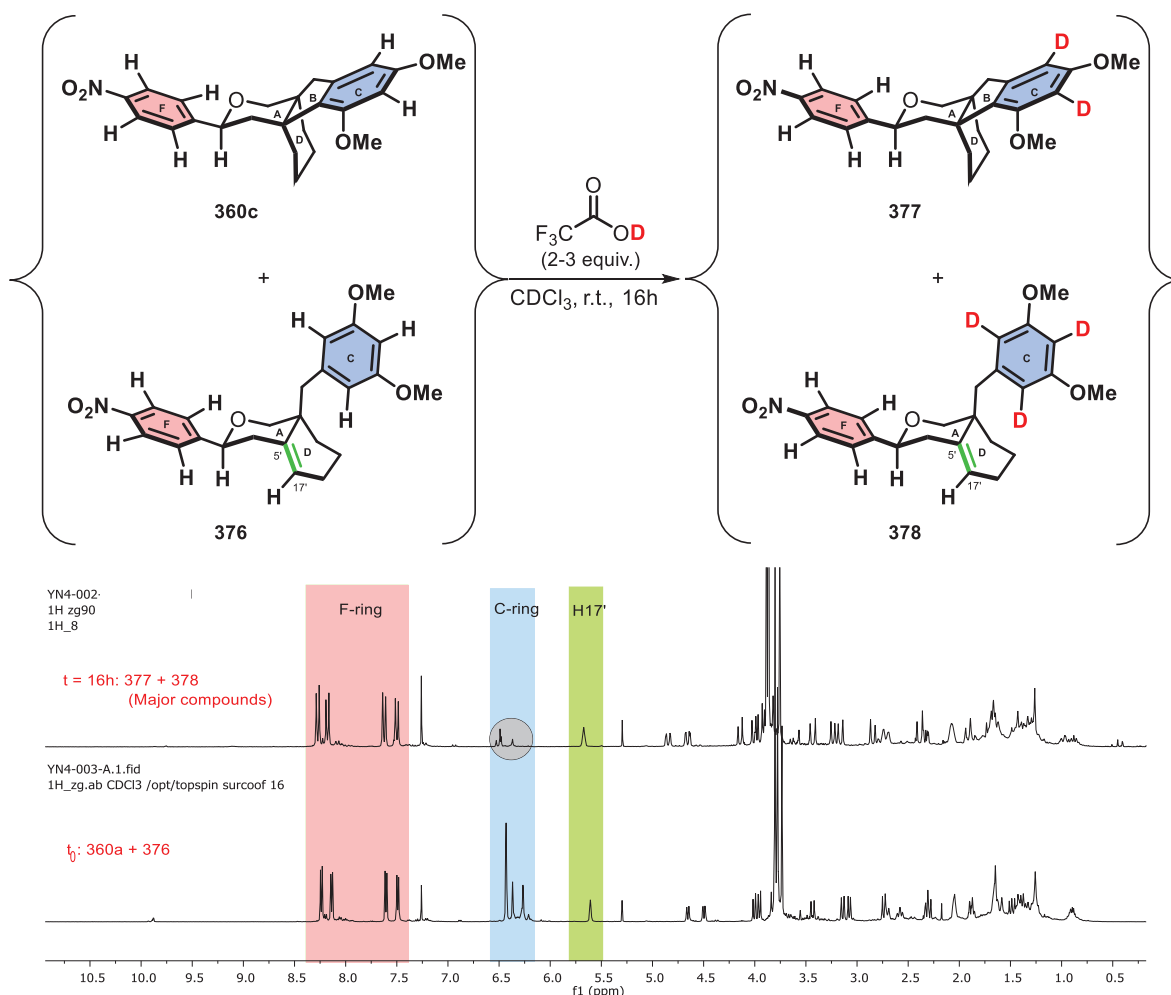 H
H
OMe
O2N
H
O
B
C
F
A
H
OMe
D
H
H
H
360c
+
OMe
H
H
C
OMe
H
H
O2N
H
O
F
A
H
5'
D
H
H
H
17'
376
O
F3C
OD
(2-3 equiv.)
CDCl3, r.t., 16h
D
H
OMe
O2N
H
O
B
C
F
A
D
H
OMe
D
H
H
377
+
OMe
D
D
C
OMe
H
D
O2N
H
O
F
A
H
5'
D
H
H
H
17'
378
YN4-002-
1H zg90
1H_8
F-ring
C-ring
H17'
t = 16h: 377 + 378
(Major compounds)
YN4-003-A.1.fid
1H_zg.ab CDCl3 /opt/topspin surcoof 16
t0: 360a + 376
10.5 10.0 9.5 9.0 8.5 8.0 7.5 7.0 6.5 6.0 5.5 5.0 4.5 4.0 3.5 3.0 2.5 2.0 1.5 1.0 0.5
f1 (ppm)